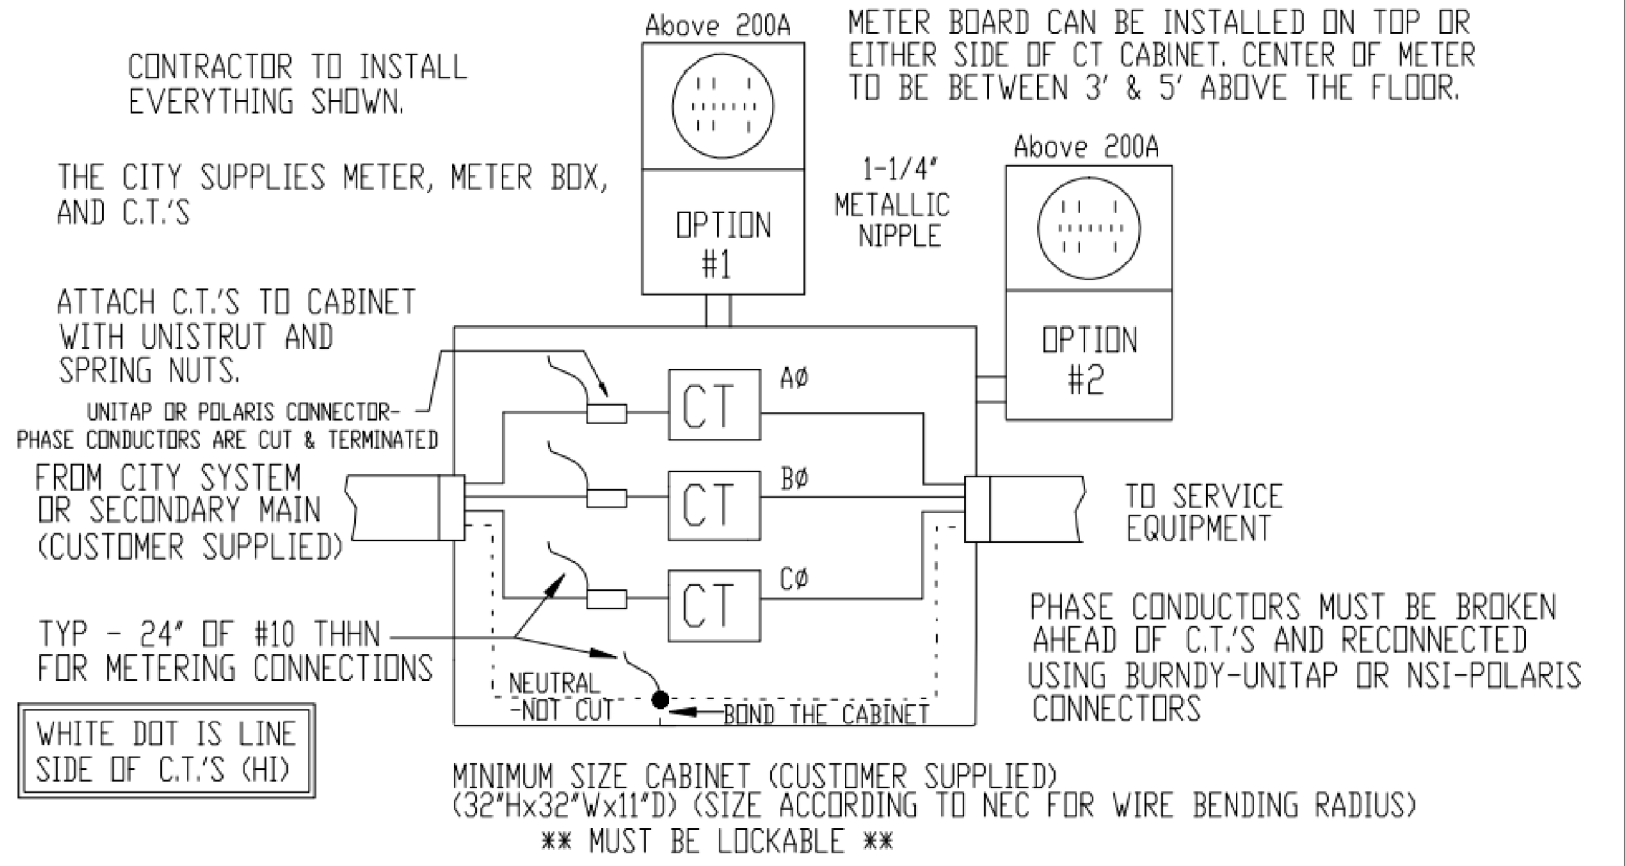 CONTRACTOR TO INSTALL
EVERYTHING SHOWN.
THE CITY SUPPLIES METER, METER BOX,
AND C.T.'S
ATTACH C.T.'S TO CABINET
WITH UNISTRUT AND
SPRING NUTS.
UNITAP OR POLARIS CONNECTOR-
PHASE CONDUCTORS ARE CUT & TERMINATED
FROM CITY SYSTEM
OR SECONDARY MAIN
(CUSTOMER SUPPLIED)
TYP - 24" OF #10 THHN
FOR METERING CONNECTIONS
WHITE DOT IS LINE
SIDE OF C.T.'S (HI)
Above 200A
OPTION
#1
METER BOARD CAN BE INSTALLED ON TOP OR
EITHER SIDE OF CT CABINET. CENTER OF METER
TO BE BETWEEN 3' & 5' ABOVE THE FLOOR.
1-1/4"
METALLIC
NIPPLE
Above 200A
OPTION
#2
CT
AØ
CT
BØ
CT
CØ
NEUTRAL
-NOT CUT
BOND THE CABINET
TO SERVICE
EQUIPMENT
PHASE CONDUCTORS MUST BE BROKEN
AHEAD OF C.T.'S AND RECONNECTED
USING BURNDY-UNITAP OR NSI-POLARIS
CONNECTORS
MINIMUM SIZE CABINET (CUSTOMER SUPPLIED)
(32"Hx32"Wx11"D) (SIZE ACCORDING TO NEC FOR WIRE BENDING RADIUS)
** MUST BE LOCKABLE **